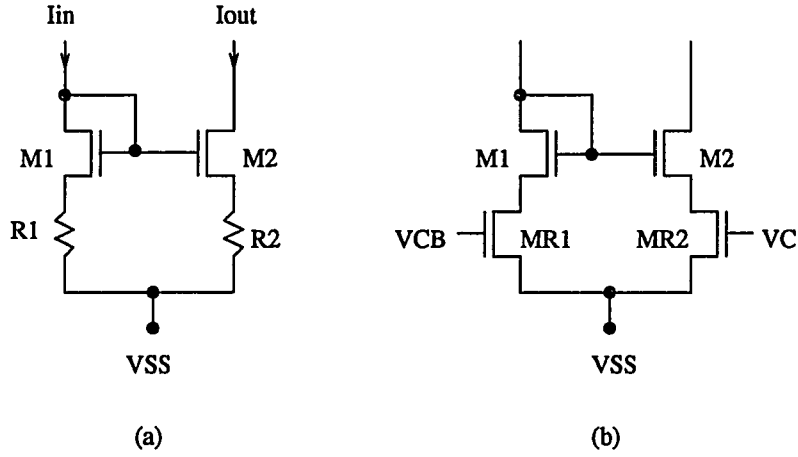 Iin Iout
M1 M2 M1 M2
R1 R2 VCB MR1 MR2 VC
VSS VSS
(a) (b)